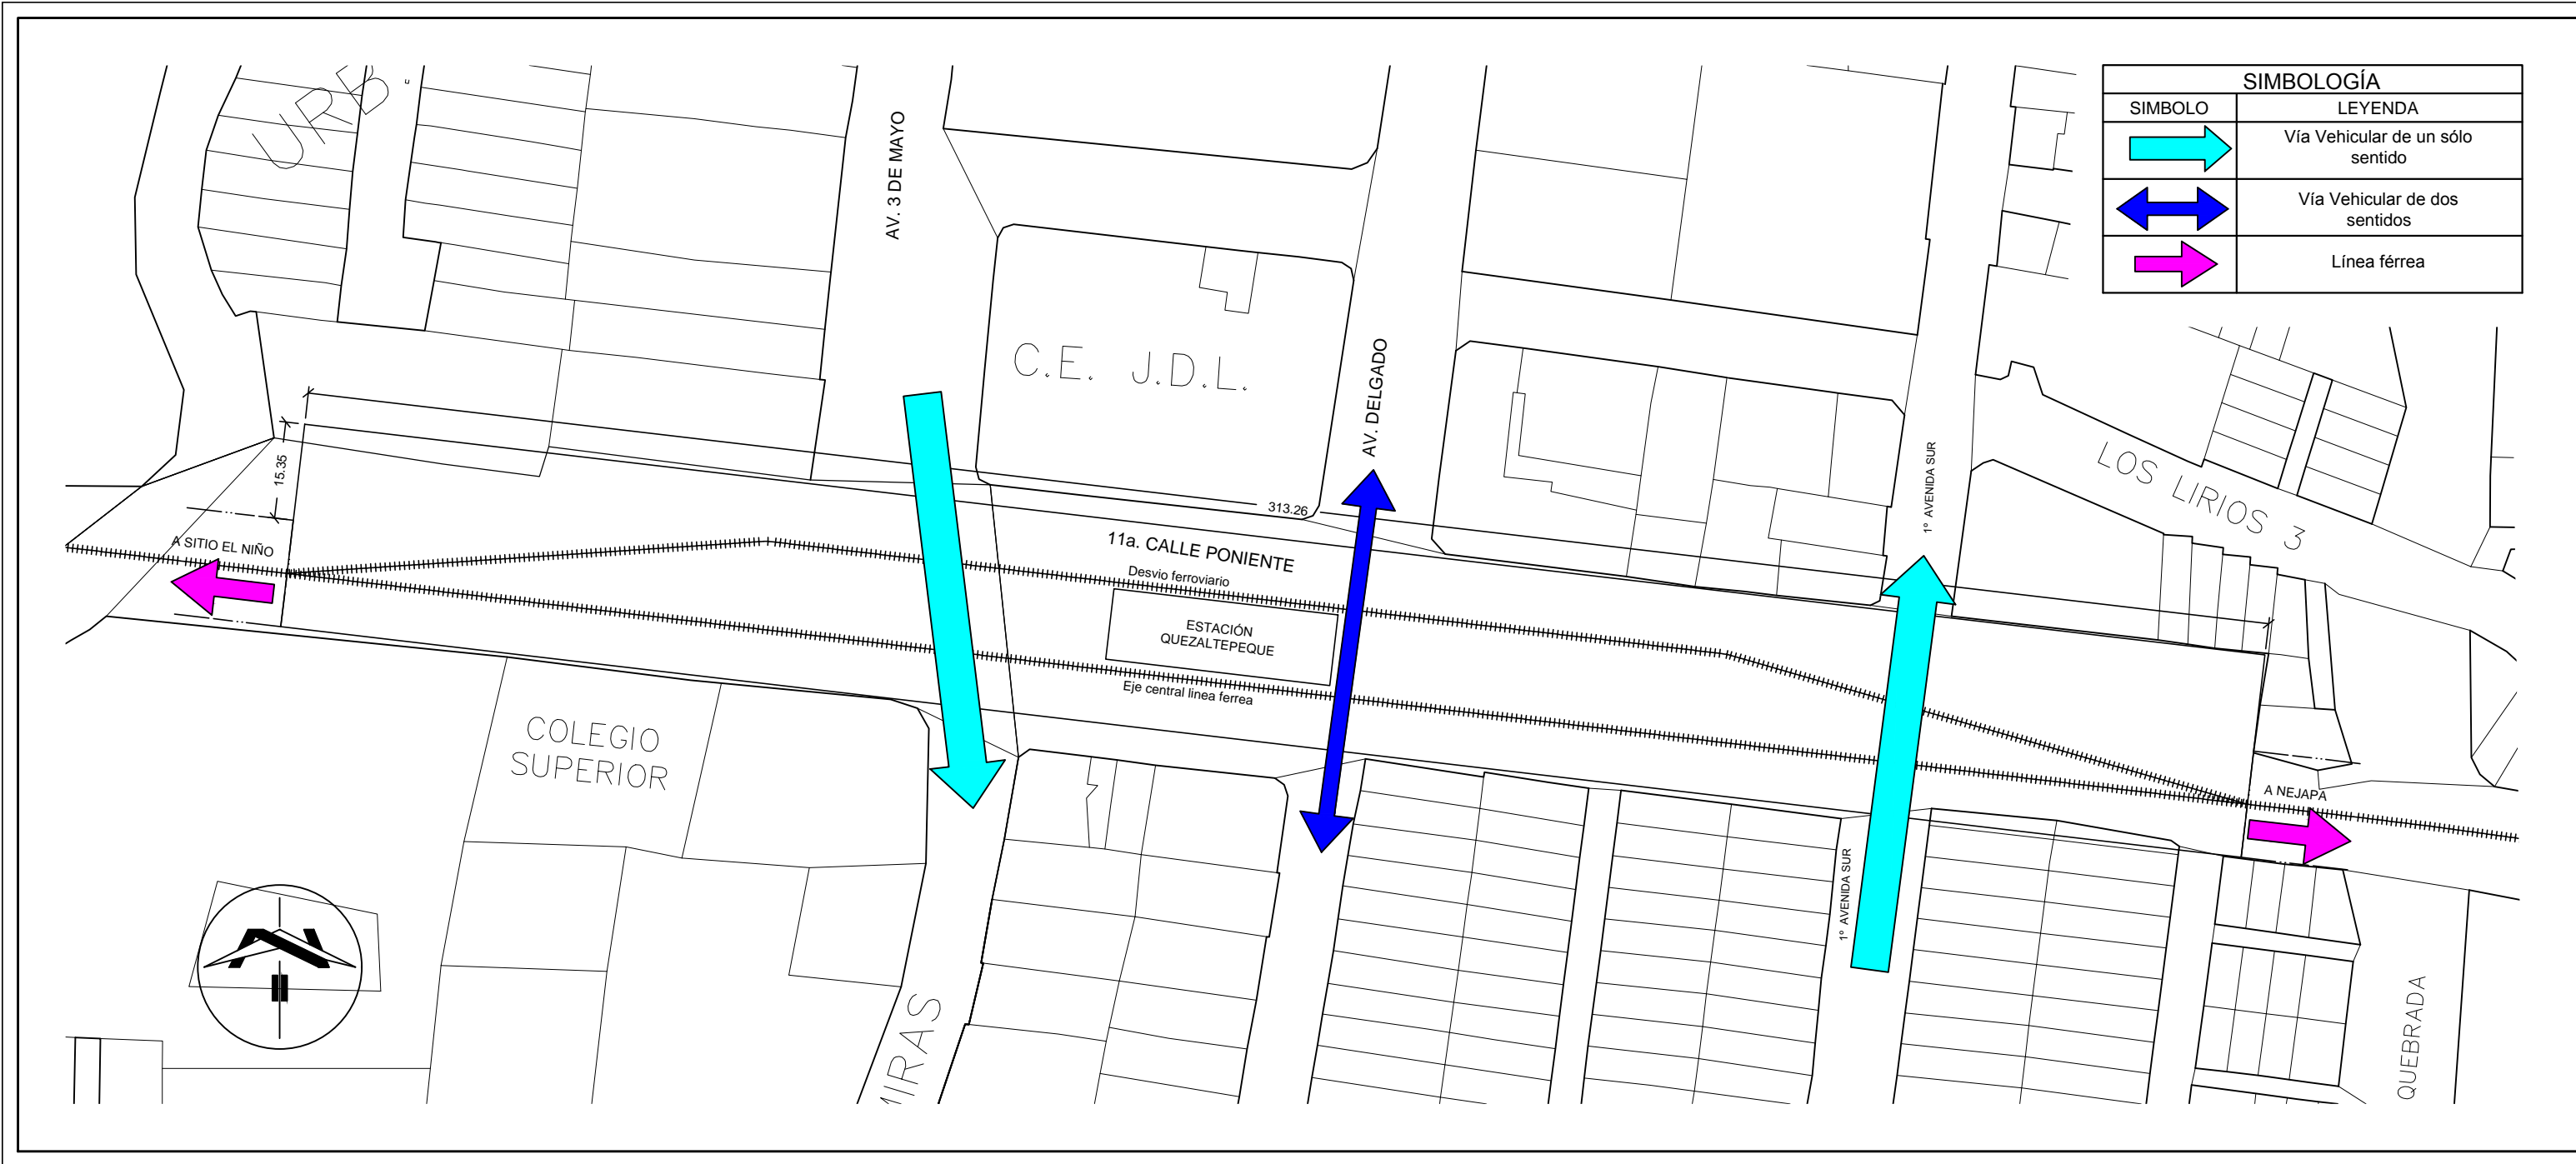 SIMBOLOGÍA
SIMBOLO LEYENDA
Vía Vehicular de un sólo
sentido
Vía Vehicular de dos
sentidos
Línea férrea
URB
AV. 3 DE MAYO
C.E. J.D.L.
AV. DELGADO
1° AVENIDA SUR
LOS LIRIOS 3
15.35
313.26
A SITIO EL NIÑO
11a. CALLE PONIENTE
Desvio ferroviario
ESTACIÓN
QUEZALTEPEQUE
Eje central linea ferrea
COLEGIO
SUPERIOR
A NEJAPA
1° AVENIDA SUR
MIRAS
QUEBRADA
N